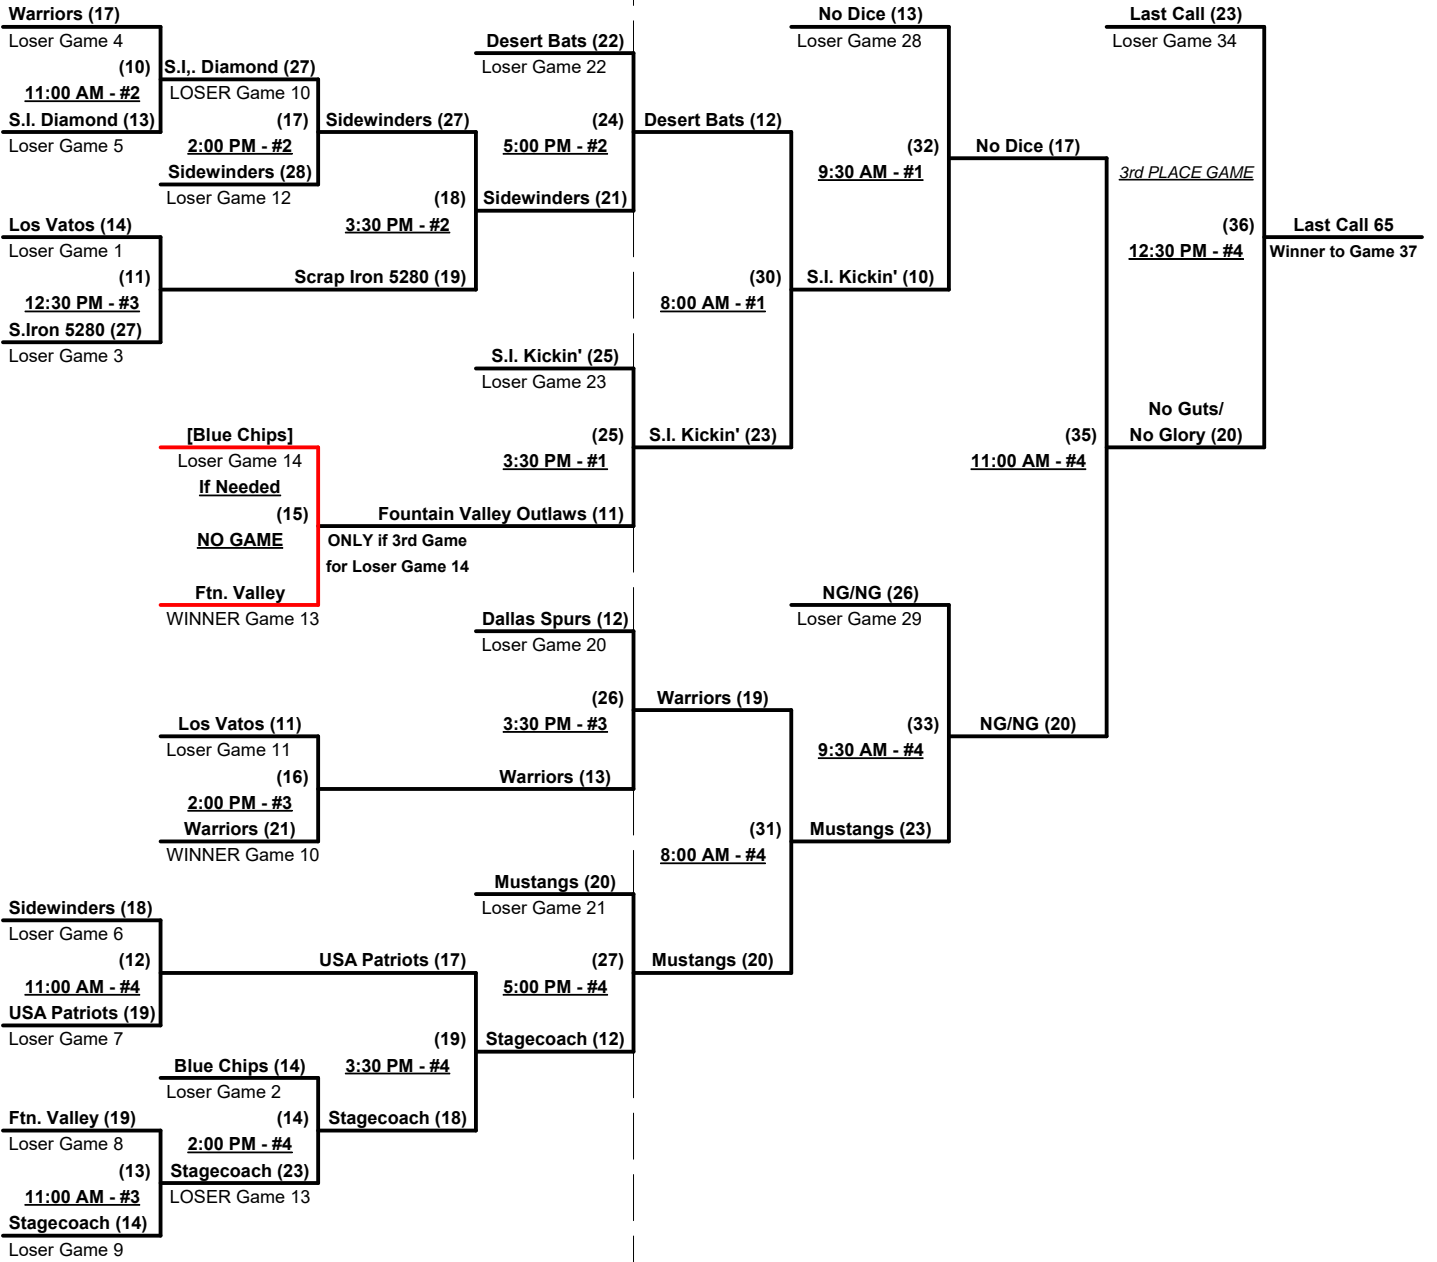 Warriors (17)
Loser Game 4
(10)
11:00 AM - #2
S.I. Diamond (13)
Loser Game 5
S.I,. Diamond (27)
LOSER Game 10
(17)
2:00 PM - #2
Sidewinders (28)
Loser Game 12
Los Vatos (14)
Loser Game 1
(11)
12:30 PM - #3
S.Iron 5280 (27)
Loser Game 3
Sidewinders (27)
(18)
3:30 PM - #2
Scrap Iron 5280 (19)
Desert Bats (22)
Loser Game 22
(24)
5:00 PM - #2
Sidewinders (21)
Desert Bats (12)
(30)
8:00 AM - #1
S.I. Kickin' (25)
Loser Game 23
(25)
3:30 PM - #1
S.I. Kickin' (23)
[Blue Chips]
Loser Game 14
If Needed
(15)
NO GAME
Ftn. Valley
WINNER Game 13
Fountain Valley Outlaws (11)
ONLY if 3rd Game
for Loser Game 14
No Dice (13)
Loser Game 28
(32)
9:30 AM - #1
S.I. Kickin' (10)
No Dice (17)
(35)
11:00 AM - #4
Last Call (23)
Loser Game 34
3rd PLACE GAME
(36)
12:30 PM - #4
Last Call 65
Winner to Game 37
No Guts/
No Glory (20)
Dallas Spurs (12)
Loser Game 20
(26)
3:30 PM - #3
Warriors (13)
Los Vatos (11)
Loser Game 11
(16)
2:00 PM - #3
Warriors (21)
WINNER Game 10
Warriors (19)
(31)
8:00 AM - #4
NG/NG (26)
Loser Game 29
(33)
9:30 AM - #4
Mustangs (23)
NG/NG (20)
Mustangs (20)
Loser Game 21
(27)
5:00 PM - #4
Stagecoach (12)
Mustangs (20)
Sidewinders (18)
Loser Game 6
(12)
11:00 AM - #4
USA Patriots (19)
Loser Game 7
USA Patriots (17)
(19)
3:30 PM - #4
Stagecoach (18)
Blue Chips (14)
Loser Game 2
(14)
2:00 PM - #4
Stagecoach (23)
LOSER Game 13
Ftn. Valley (19)
Loser Game 8
(13)
11:00 AM - #3
Stagecoach (14)
Loser Game 9